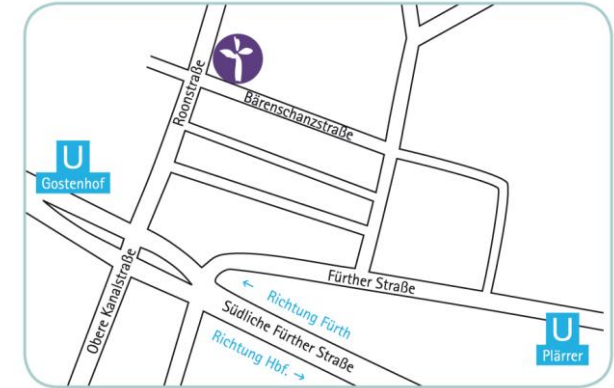 Roonstraße
Bärenschanzstraße
U
Gostenhof
Obere Kanalstraße
Fürther Straße
← Richtung Fürth
Südliche Fürther Straße
Richtung Hbf. →
U
Plärrer